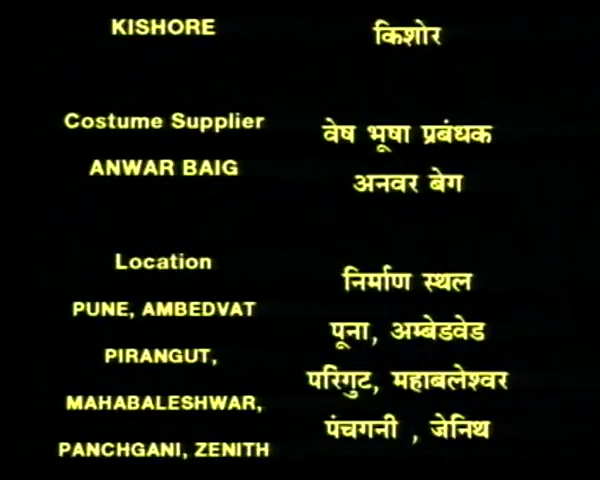 KISHORE
किशोर
Costume Supplier
वेष भूषा प्रबंधक
ANWAR BAIG
अनवर बेग
Location
निर्माण स्थल
PUNE, AMBEDVAT
पूना, अम्बेडवेड
PIRANGUT,
परिगुट, महाबलेश्वर
MAHABALESHWAR,
पंचगनी , जेनिथ
PANCHGANI, ZENITH